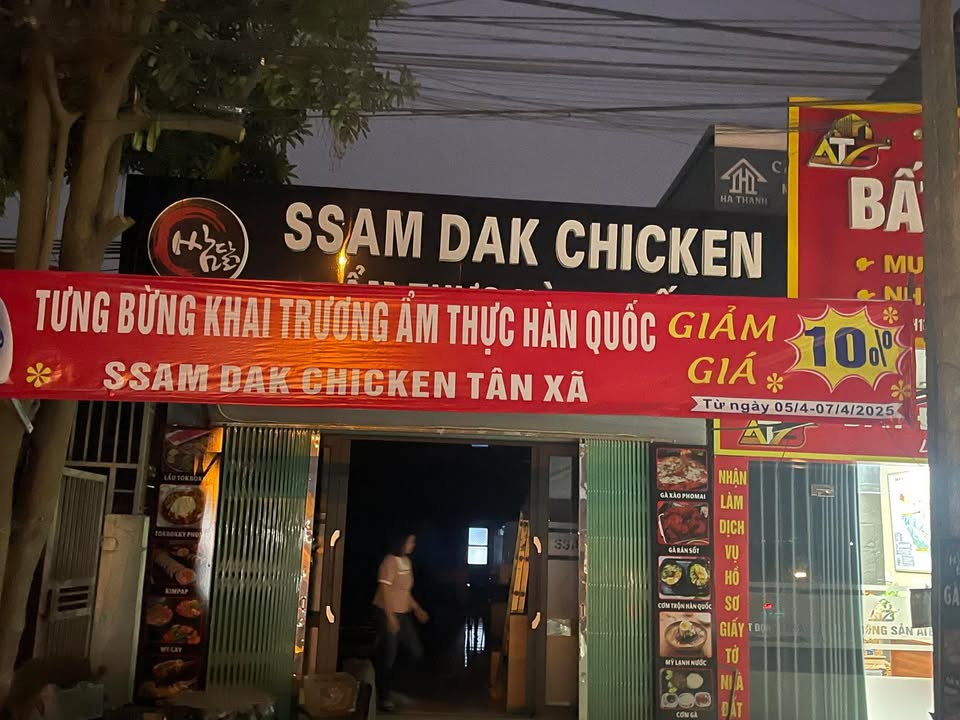 쌈닭
SSAM DAK CHICKEN
TƯNG BỪNG KHAI TRƯƠNG ẨM THỰC HÀN QUỐC
SSAM DAK CHICKEN TÂN XÃ
GIẢM
GIÁ
10%
Từ ngày 05/4-07/4/2025
HA THANH
AT
BẤ
MU
NH
LẨU TOKBOKKI
KIMPAP
MỲ CAY
GÀ XÀO PHOMAI
GÀ RÁN SỐT
CƠM TRỘN HÀN QUỐC
MỲ LẠNH NƯỚC
CƠM GÀ
NHẬN
LÀM
DỊCH
VỤ
HỒ
SƠ
GIẤY
TỜ
NHÀ
ĐẤT